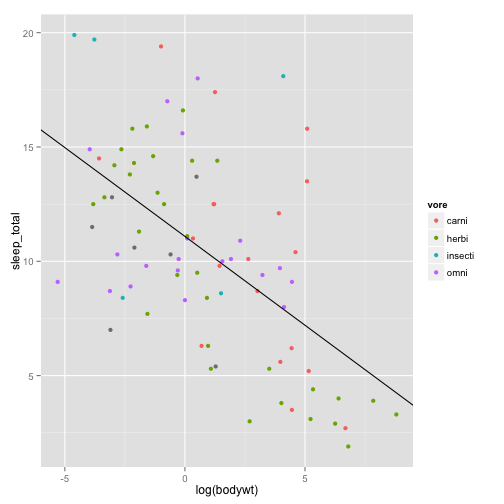 20
15
10
5
sleep_total
-5
0
5
log(bodywt)
vore
carni
herbi
insecti
omni